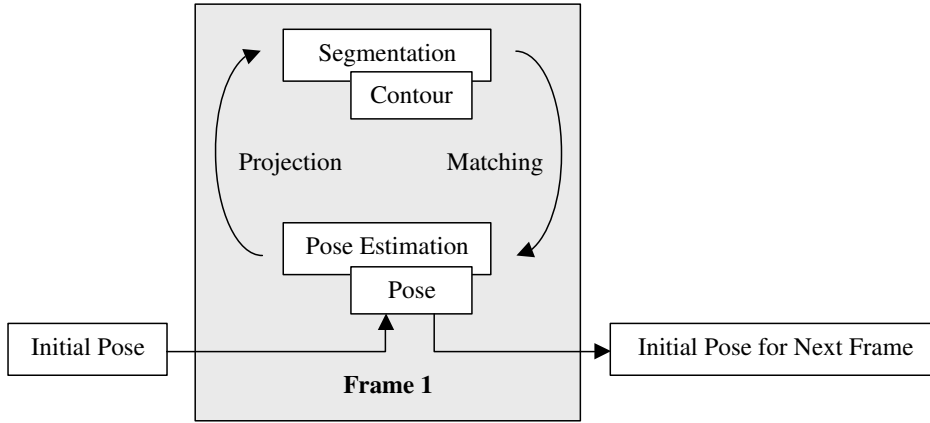 Segmentation
Contour
Projection
Matching
Pose Estimation
Pose
Initial Pose
Initial Pose for Next Frame
Frame 1